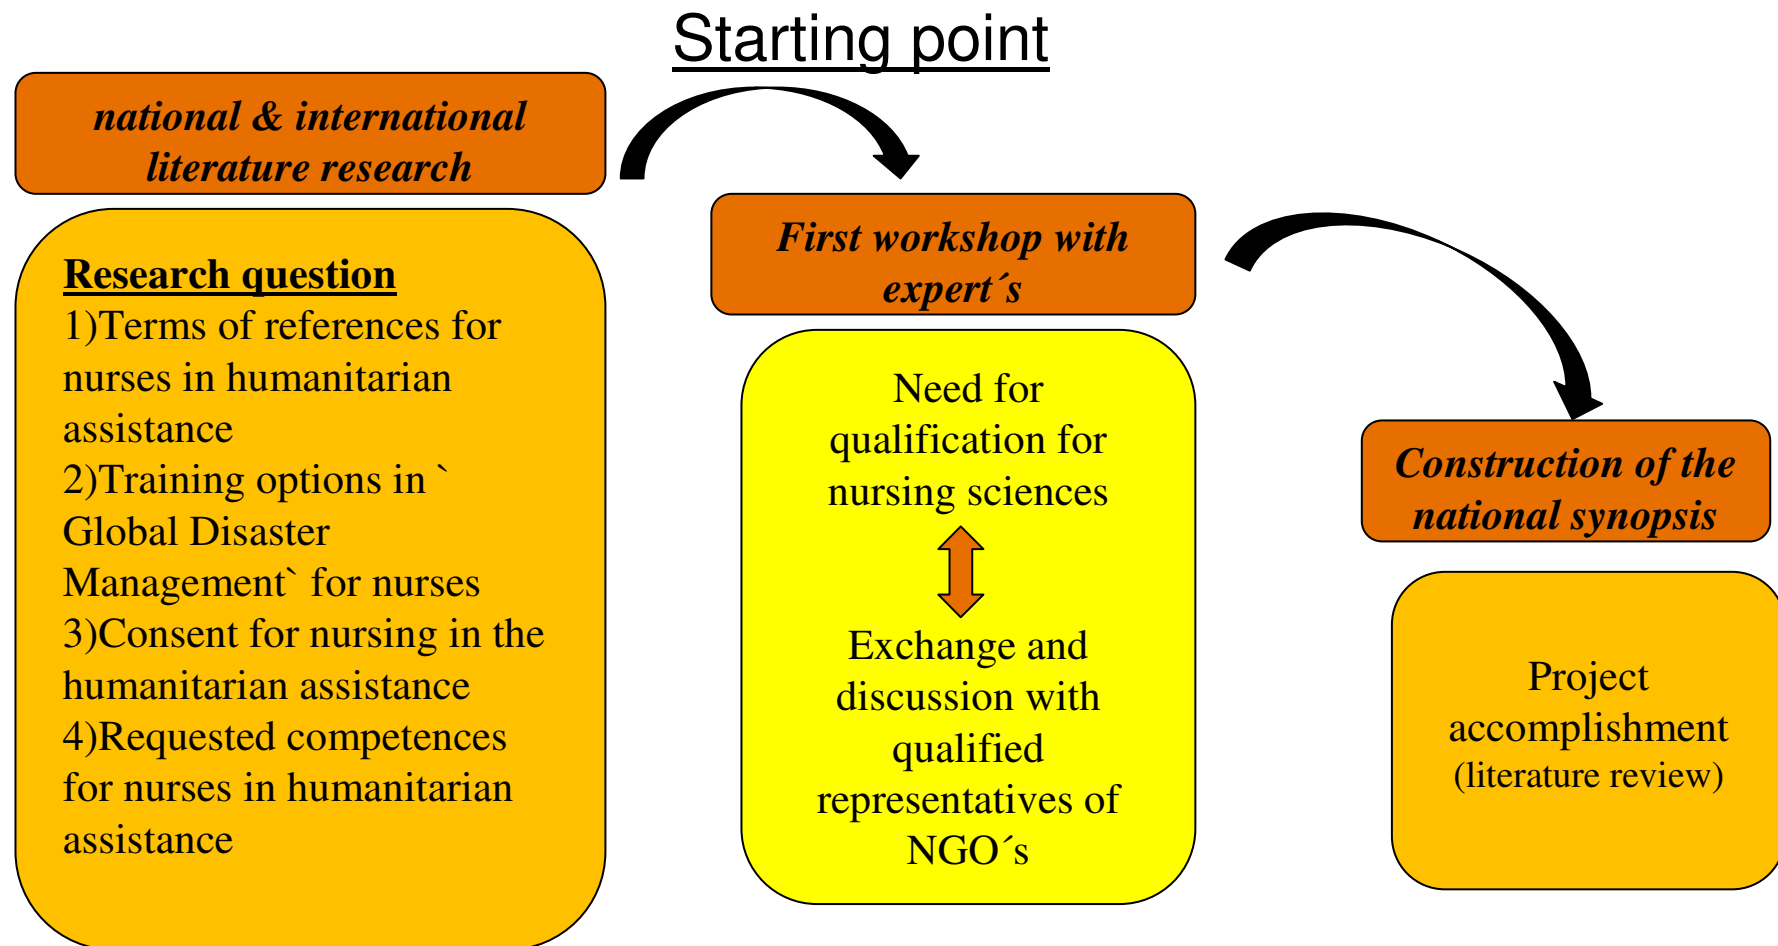 Starting point
national & international
literature research
Research question
1)Terms of references for
nurses in humanitarian
assistance
2)Training options in `
Global Disaster
Management` for nurses
3)Consent for nursing in the
humanitarian assistance
4)Requested competences
for nurses in humanitarian
assistance
First workshop with
expert´s
Need for
qualification for
nursing sciences
Exchange and
discussion with
qualified
representatives of
NGO´s
Construction of the
national synopsis
Project
accomplishment
(literature review)